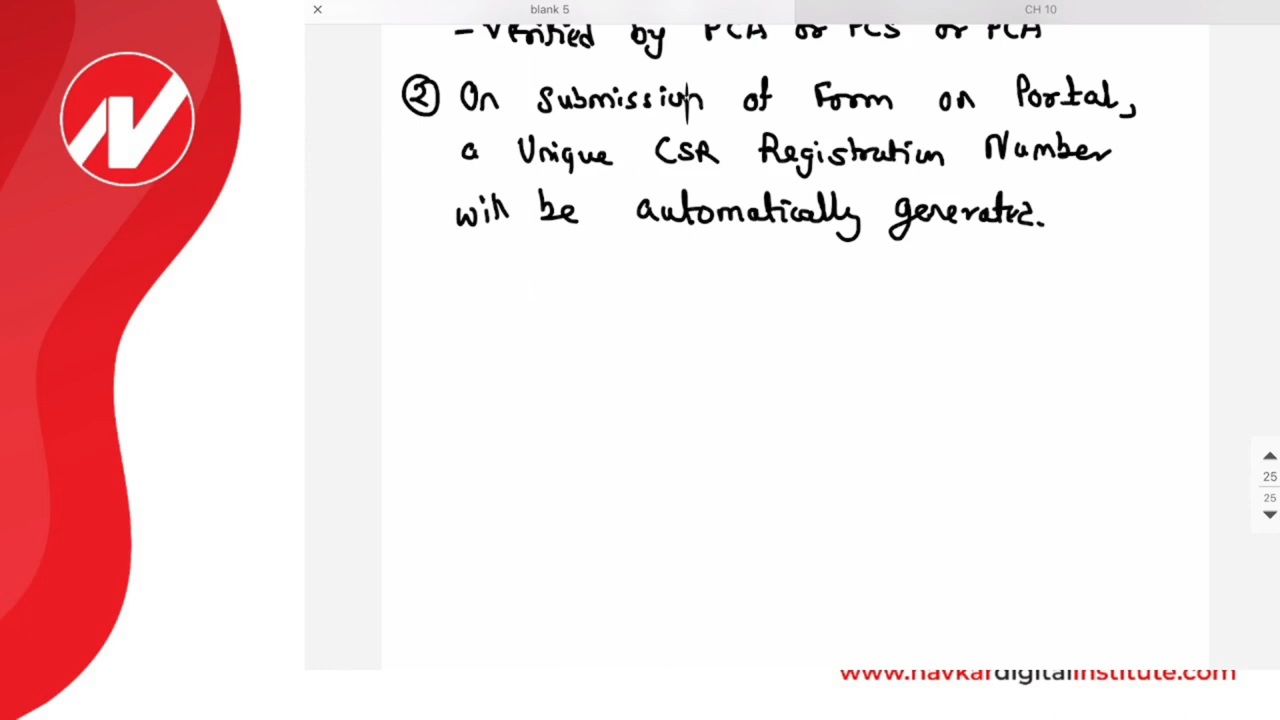 blank 5
CH 10
- Verified by PCA or PCS or PCA
② On Submission of Form on Portal,
a Unique CSR Registration Number
will be automatically generated.
25
25
www.navkardigitalinstitute.com